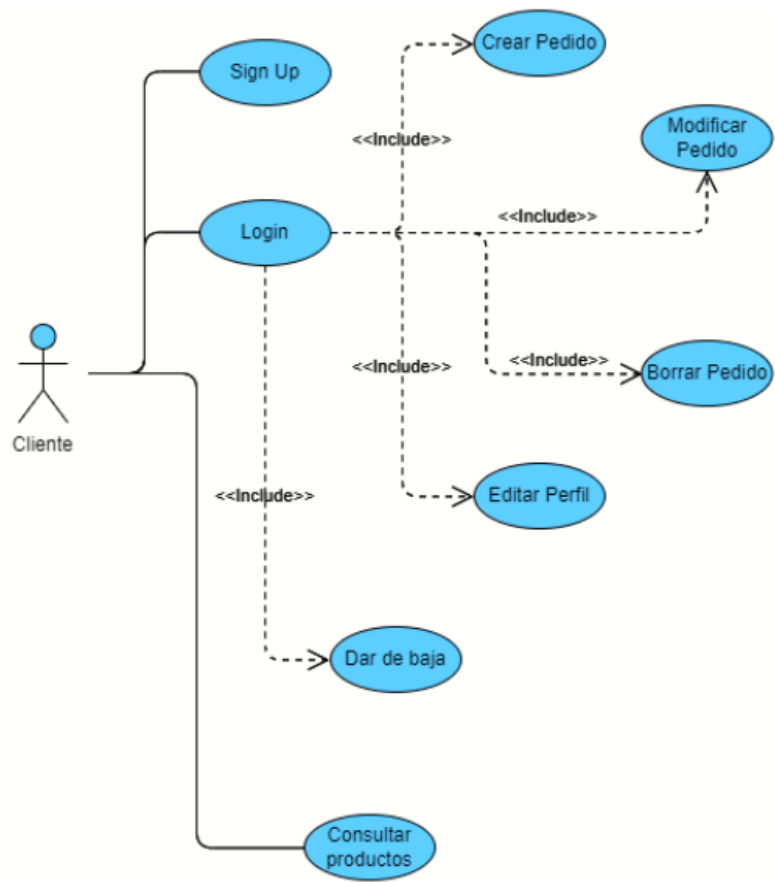 Crear Pedido
Sign Up
<<Include>>
Modificar
Pedido
<<Include>>
Login
<<Include>>
<<Include>>
Borrar Pedido
Cliente
<<Include>>
Editar Perfil
Dar de baja
Consultar
productos